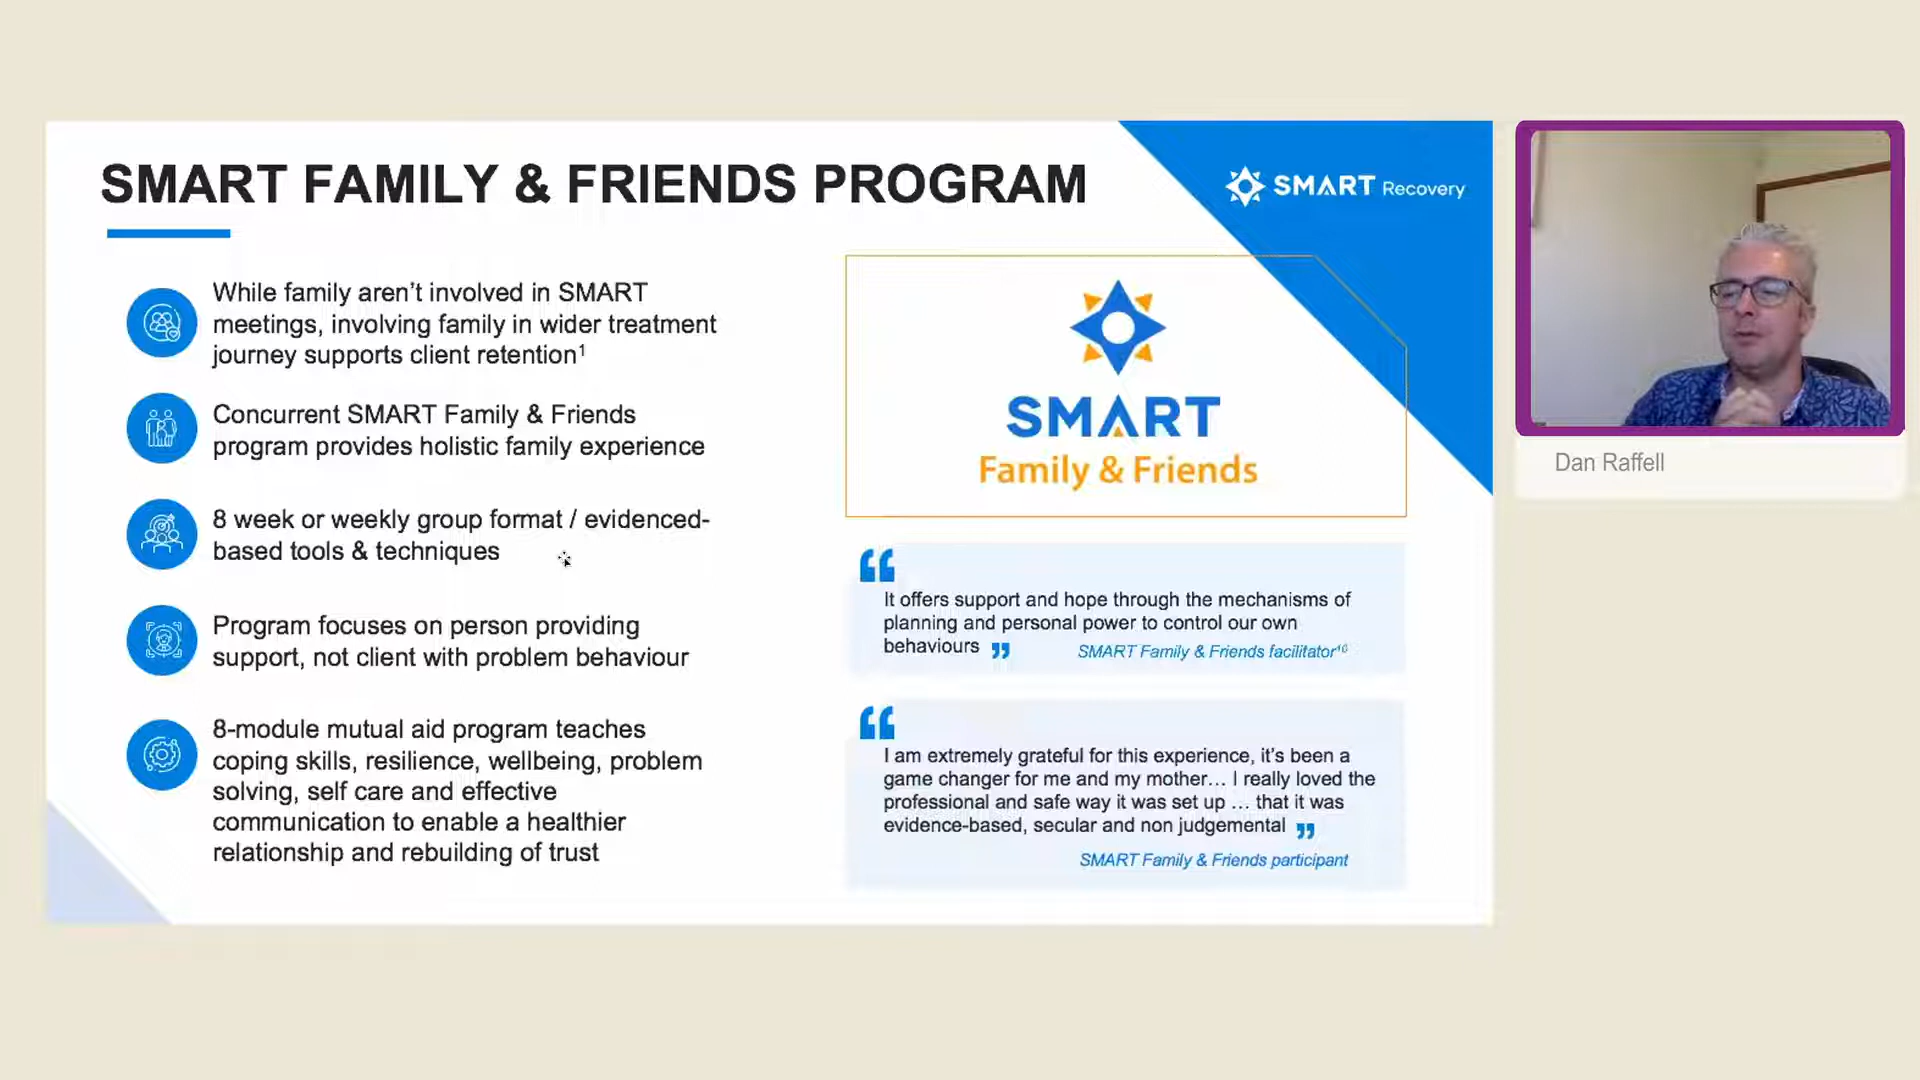 SMART FAMILY & FRIENDS PROGRAM
SMART Recovery
While family aren’t involved in SMART
meetings, involving family in wider treatment
journey supports client retention¹
Concurrent SMART Family & Friends
program provides holistic family experience
8 week or weekly group format / evidenced-
based tools & techniques
Program focuses on person providing
support, not client with problem behaviour
8-module mutual aid program teaches
coping skills, resilience, wellbeing, problem
solving, self care and effective
communication to enable a healthier
relationship and rebuilding of trust
SMART
Family & Friends
“
It offers support and hope through the mechanisms of
planning and personal power to control our own
behaviours ”
SMART Family & Friends facilitator¹⁰
“
I am extremely grateful for this experience, it’s been a
game changer for me and my mother… I really loved the
professional and safe way it was set up … that it was
evidence-based, secular and non judgemental ”
SMART Family & Friends participant
Dan Raffell